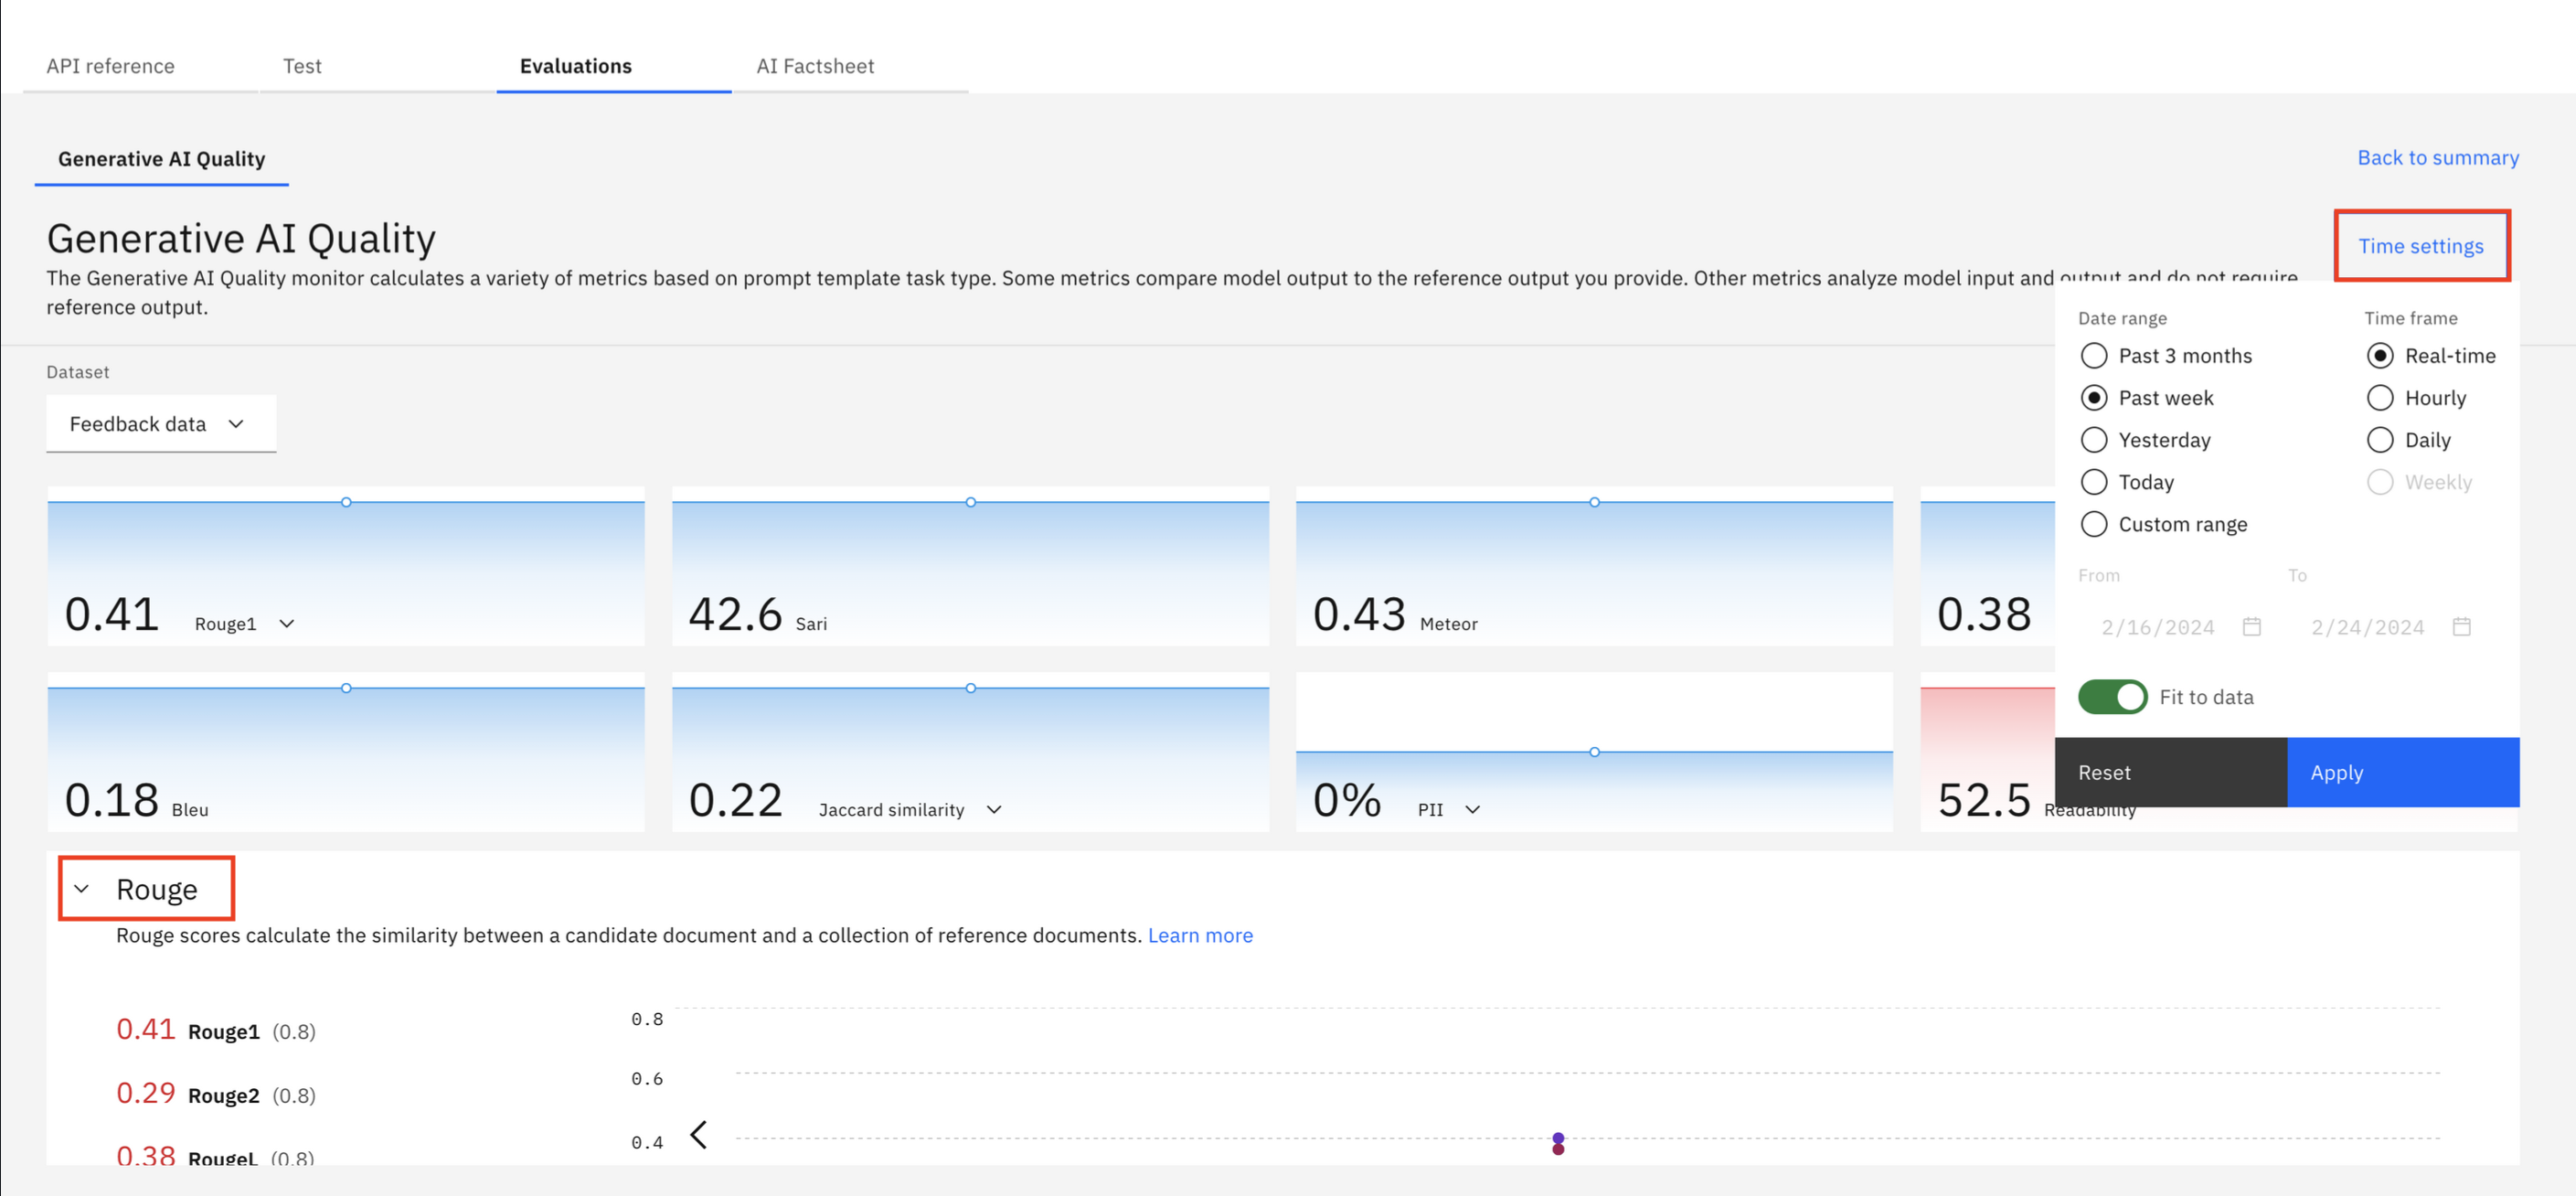 API reference
Test
Evaluations
AI Factsheet
Generative AI Quality
Back to summary
Generative AI Quality
Time settings
The Generative AI Quality monitor calculates a variety of metrics based on prompt template task type. Some metrics compare model output to the reference output you provide. Other metrics analyze model input and output and do not require
reference output.
Date range
Time frame
Past 3 months
Real-time
Past week
Hourly
Yesterday
Daily
Today
Weekly
Custom range
From
To
2/16/2024
2/24/2024
Fit to data
Reset
Apply
Dataset
Feedback data
0.41 Rouge1
42.6 Sari
0.43 Meteor
0.38
0.18 Bleu
0.22 Jaccard similarity
0% PII
52.5 Readability
Rouge
Rouge scores calculate the similarity between a candidate document and a collection of reference documents. Learn more
0.41 Rouge1 (0.8)
0.29 Rouge2 (0.8)
0.38 RougeL (0.8)
0.8
0.6
0.4